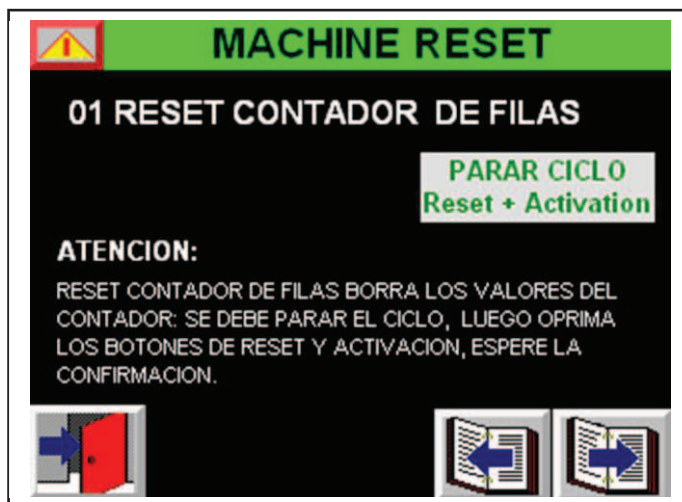 MACHINE RESET
01 RESET CONTADOR DE FILAS
PARAR CICLO
Reset + Activation
ATENCION:
RESET CONTADOR DE FILAS BORRA LOS VALORES DEL
CONTADOR: SE DEBE PARAR EL CICLO, LUEGO OPRIMA
LOS BOTONES DE RESET Y ACTIVACION, ESPERE LA
CONFIRMACION.